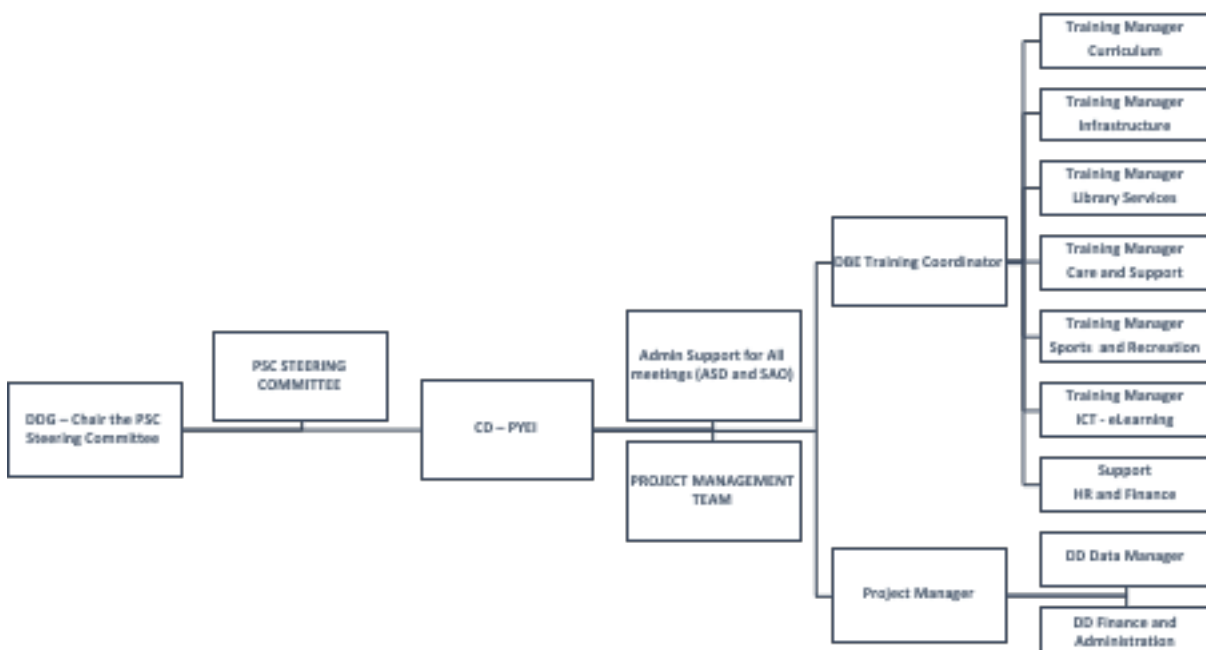 DDG – Chair the PSC
Steering Committee
PSC STEERING
COMMITTEE
CD – PYEI
Admin Support for All
meetings (ASD and SAO)
PROJECT MANAGEMENT
TEAM
DBE Training Coordinator
Training Manager
Curriculum
Training Manager
Infrastructure
Training Manager
Library Services
Training Manager
Care and Support
Training Manager
Sports and Recreation
Training Manager
ICT - eLearning
Support
HR and Finance
Project Manager
DD Data Manager
DD Finance and
Administration